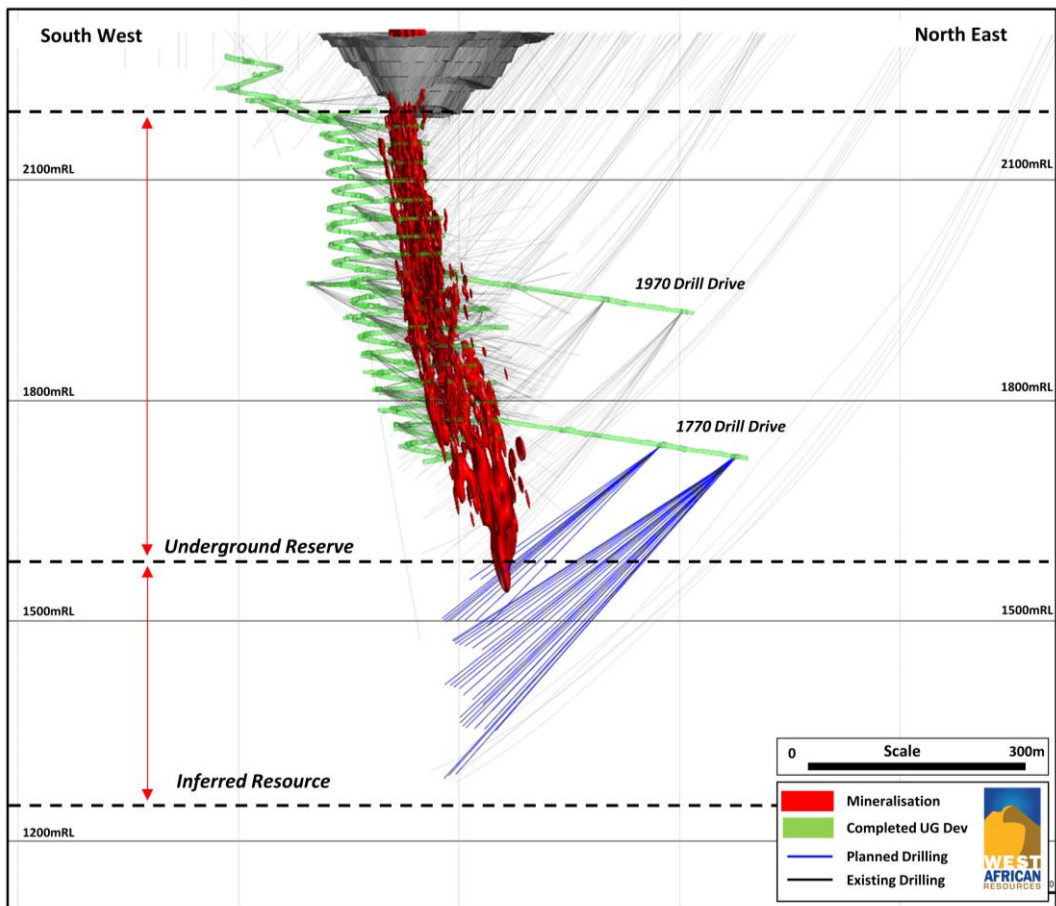 South West
North East
2100mRL
2100mRL
1970 Drill Drive
1800mRL
1800mRL
1770 Drill Drive
Underground Reserve
1500mRL
1500mRL
Inferred Resource
0 Scale 300m
Mineralisation
Completed UG Dev
Planned Drilling
Existing Drilling
WEST
AFRICAN
RESOURCES
1200mRL
0